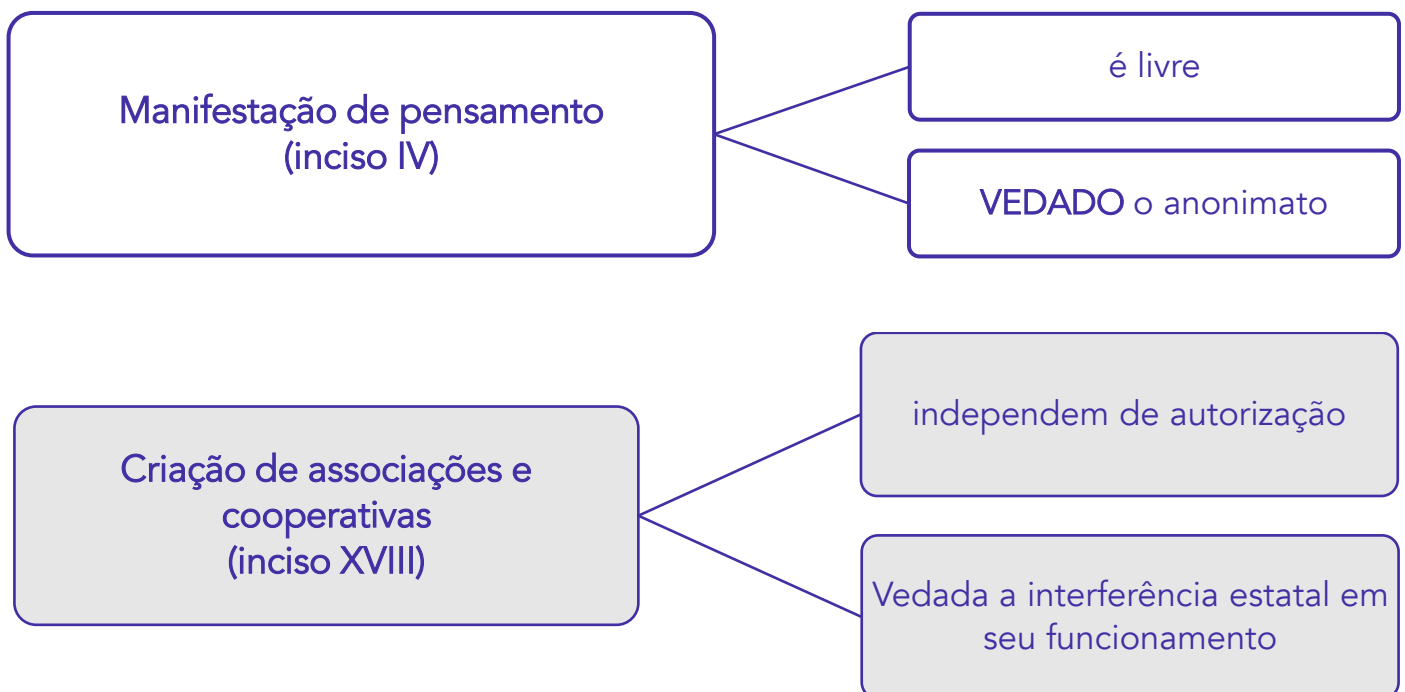 Manifestação de pensamento
(inciso IV)
é livre
VEDADO o anonimato
Criação de associações e
cooperativas
(inciso XVIII)
independem de autorização
Vedada a interferência estatal em
seu funcionamento